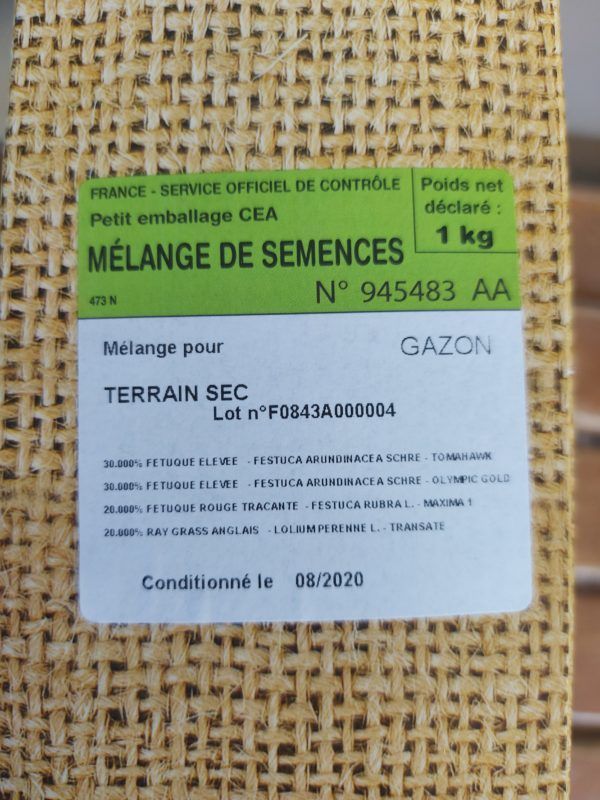 FRANCE - SERVICE OFFICIEL DE CONTRÔLE
Petit emballage CEA
Poids net
déclaré :
1 kg
MÉLANGE DE SEMENCES
473 N
N° 945483 AA
Mélange pour GAZON
TERRAIN SEC
Lot n°F0843A000004
30.000% FETUQUE ELEVEE - FESTUCA ARUNDINACEA SCHRE - TOMAHAWK
30.000% FETUQUE ELEVEE - FESTUCA ARUNDINACEA SCHRE - OLYMPIC GOLD
20.000% FETUQUE ROUGE TRACANTE - FESTUCA RUBRA L. - MAXIMA 1
20.000% RAY GRASS ANGLAIS - LOLIUM PERENNE L. - TRANSATE
Conditionné le 08/2020